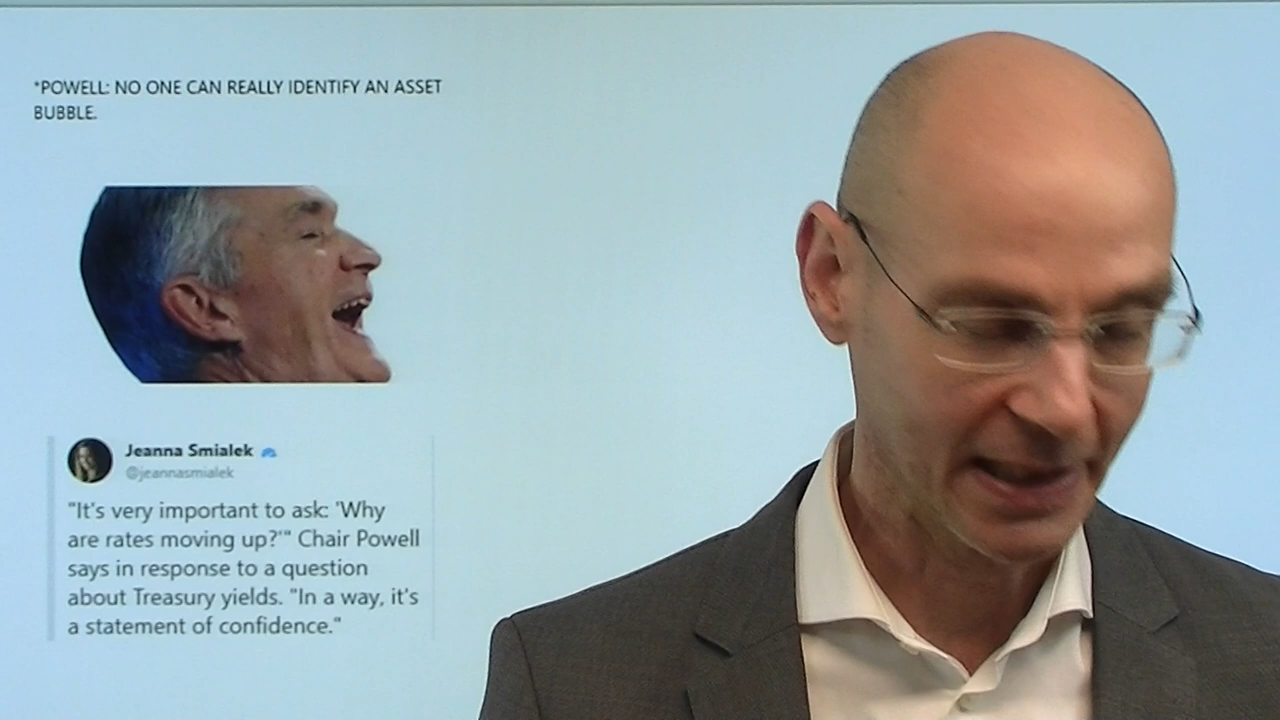 *POWELL: NO ONE CAN REALLY IDENTIFY AN ASSET
BUBBLE.
Jeanna Smialek
@jeannasmialek
"It's very important to ask: 'Why
are rates moving up?'" Chair Powell
says in response to a question
about Treasury yields. "In a way, it's
a statement of confidence."